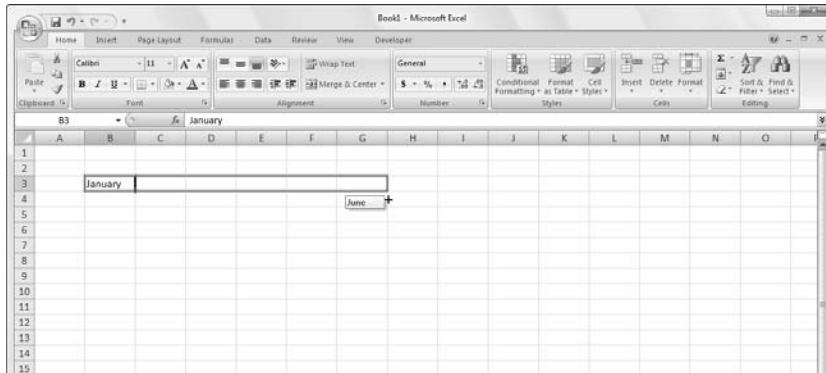 Book1 - Microsoft Excel
Home Insert Page Layout Formulas Data Review View Developer
Calibri 11 A A Wrap Text General Σ
Paste B I U A Merge & Center $ % , Conditional Formatting Format as Table Cell Styles Insert Delete Format Sort & Filter Find & Select
Clipboard Font Alignment Number Styles Cells Editing
B3 fx January
A B C D E F G H I J K L M N O P
1
2
3 January
4 June
5
6
7
8
9
10
11
12
13
14
15